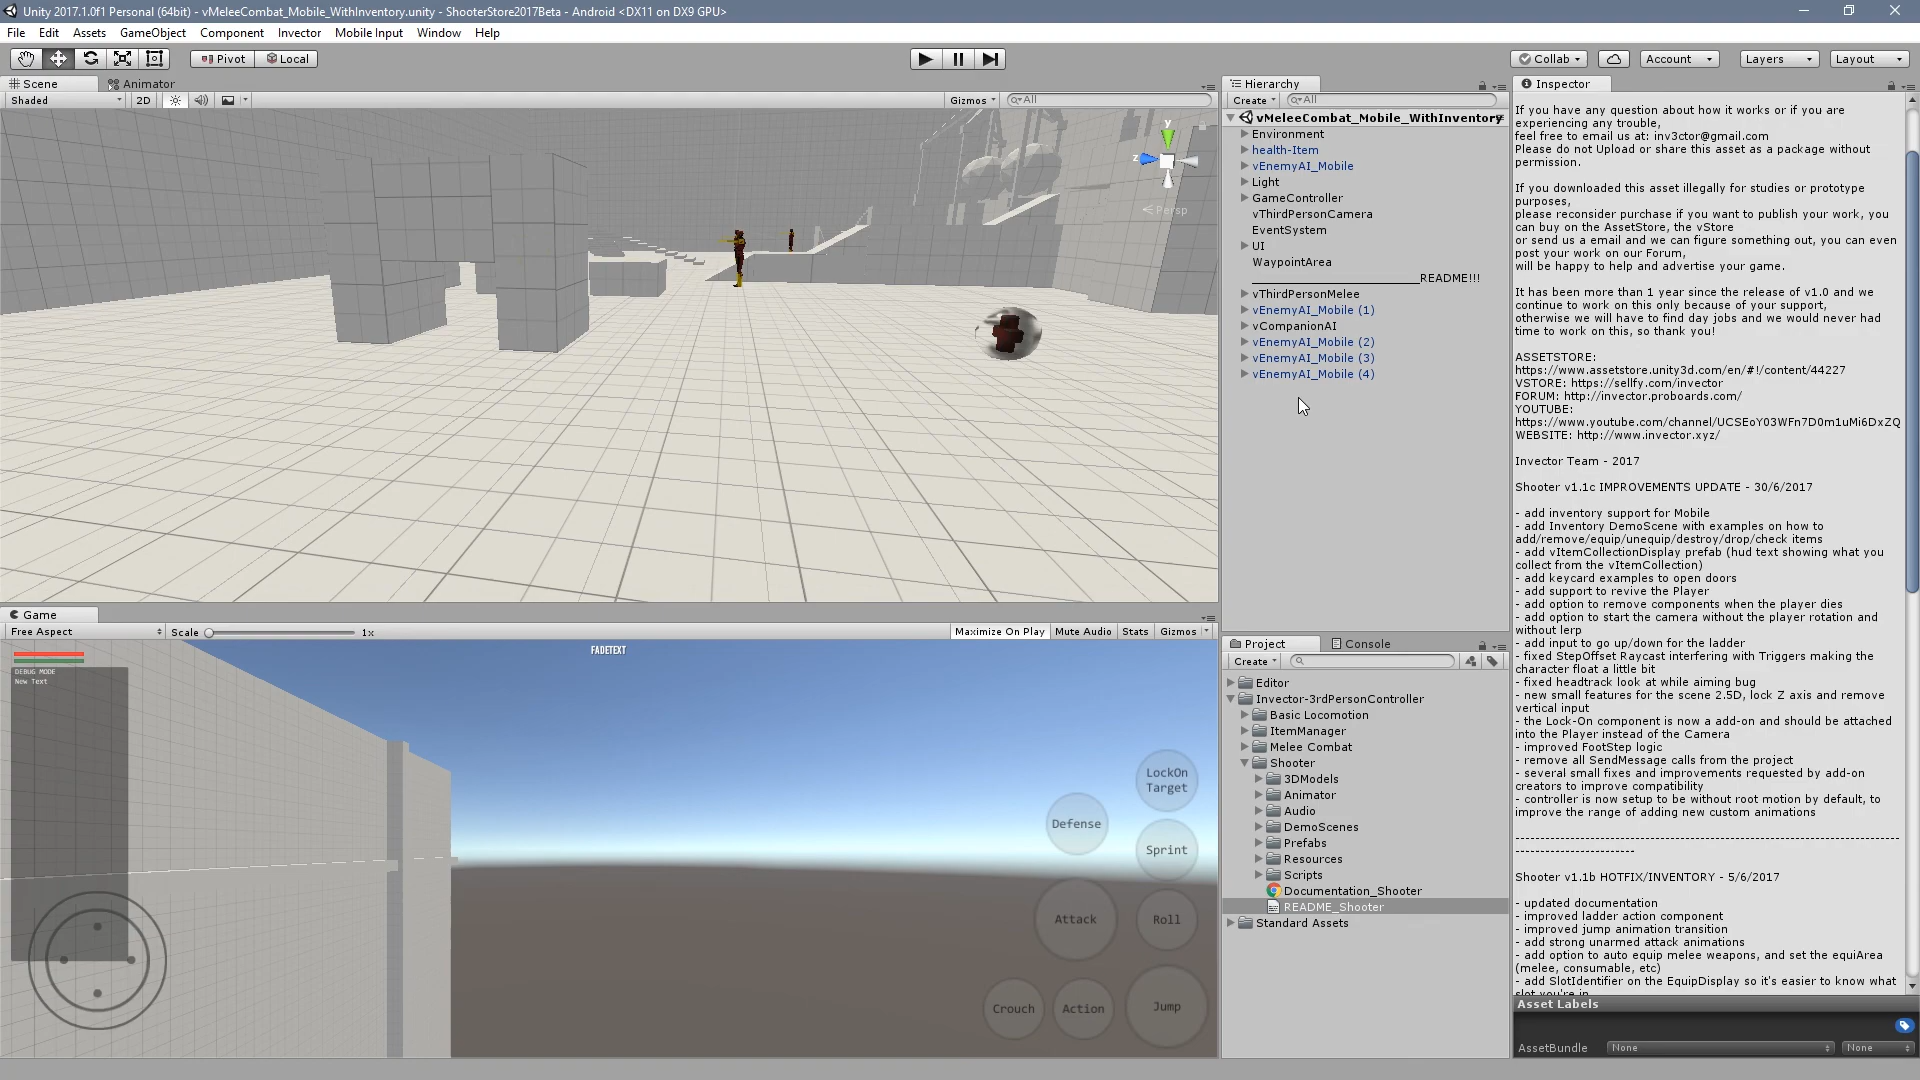 Unity 2017.1.0f1 Personal (64bit) - vMeleeCombat_Mobile_WithInventory.unity - ShooterStore2017Beta - Android <DX11 on DX9 GPU>
File Edit Assets GameObject Component Invector Mobile Input Window Help
Pivot Local Collab Account Layers Layout
Scene Animator
Shaded 2D Gizmos All
y
z
Persp
Game
Free Aspect Scale 1x Maximize On Play Mute Audio Stats Gizmos
FADETEXT
DEBUG MODE
New Text
LockOn
Target
Defense
Sprint
Attack
Roll
Crouch
Action
Jump
Hierarchy
Create All
vMeleeCombat_Mobile_WithInventory
Environment
health-Item
vEnemyAI_Mobile
Light
GameController
vThirdPersonCamera
EventSystem
UI
WaypointArea
________________________README!!!
vThirdPersonMelee
vEnemyAI_Mobile (1)
vCompanionAI
vEnemyAI_Mobile (2)
vEnemyAI_Mobile (3)
vEnemyAI_Mobile (4)
Project Console
Create
Editor
Invector-3rdPersonController
Basic Locomotion
ItemManager
Melee Combat
Shooter
3DModels
Animator
Audio
DemoScenes
Prefabs
Resources
Scripts
Documentation_Shooter
README_Shooter
Standard Assets
Inspector
If you have any question about how it works or if you are
experiencing any trouble,
feel free to email us at: inv3ctor@gmail.com
Please do not Upload or share this asset as a package without
permission.
If you downloaded this asset illegally for studies or prototype
purposes,
please reconsider purchase if you want to publish your work, you
can buy on the AssetStore, the vStore
or send us a email and we can figure something out, you can even
post your work on our Forum,
will be happy to help and advertise your game.
It has been more than 1 year since the release of v1.0 and we
continue to work on this only because of your support,
otherwise we will have to find day jobs and we would never had
time to work on this, so thank you!
ASSETSTORE:
https://www.assetstore.unity3d.com/en/#!/content/44227
VSTORE: https://sellfy.com/invector
FORUM: http://invector.proboards.com/
YOUTUBE:
https://www.youtube.com/channel/UCSEoY03WFn7D0m1uMi6DxZQ
WEBSITE: http://www.invector.xyz/
Invector Team - 2017
Shooter v1.1c IMPROVEMENTS UPDATE - 30/6/2017
- add inventory support for Mobile
- add Inventory DemoScene with examples on how to
add/remove/equip/unequip/destroy/drop/check items
- add vItemCollectionDisplay prefab (hud text showing what you
collect from the vItemCollection)
- add keycard examples to open doors
- add support to revive the Player
- add option to remove components when the player dies
- add option to start the camera without the player rotation and
without lerp
- add input to go up/down for the ladder
- fixed StepOffset Raycast interfering with Triggers making the
character float a little bit
- fixed headtrack look at while aiming bug
- new small features for the scene 2.5D, lock Z axis and remove
vertical input
- the Lock-On component is now a add-on and should be attached
into the Player instead of the Camera
- improved FootStep logic
- remove all SendMessage calls from the project
- several small fixes and improvements requested by add-on
creators to improve compatibility
- controller is now setup to be without root motion by default, to
improve the range of adding new custom animations
-----------------------------------------------------------------------------
------------------------
Shooter v1.1b HOTFIX/INVENTORY - 5/6/2017
- updated documentation
- improved ladder action component
- improved jump animation transition
- add strong unarmed attack animations
- add option to auto equip melee weapons, and set the equiArea
(melee, consumable, etc)
- add SlotIdentifier on the EquipDisplay so it's easier to know what
slot you're in
Asset Labels
AssetBundle None None